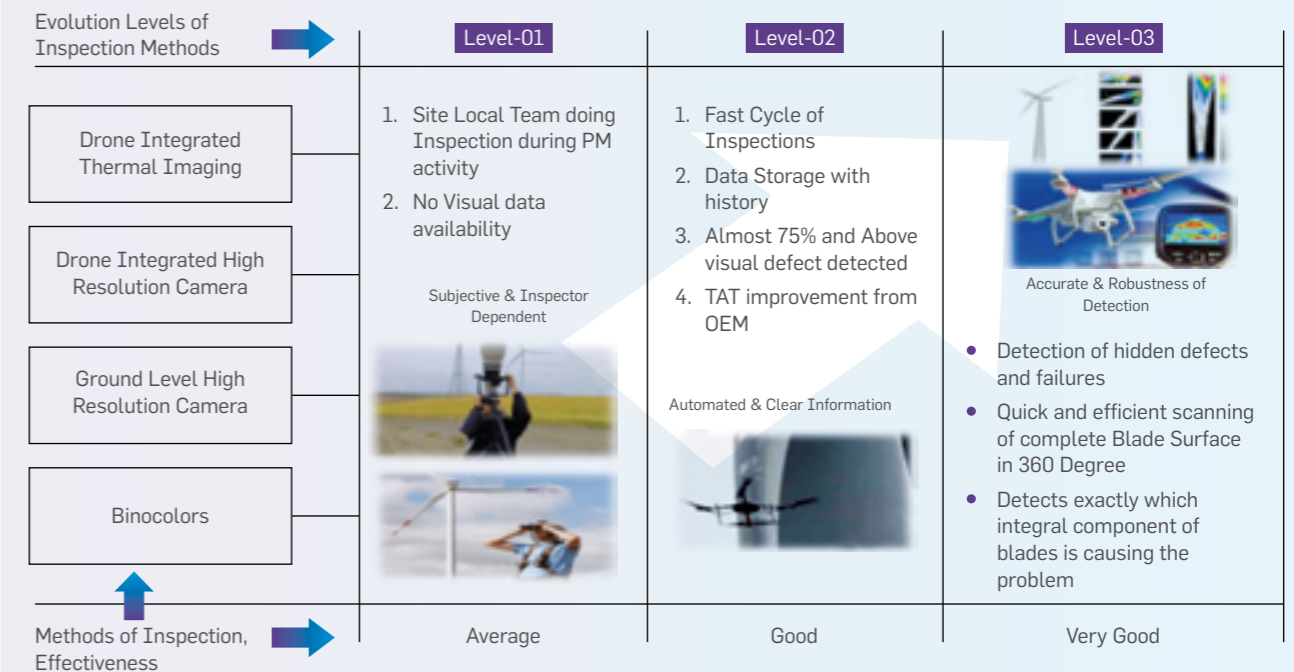 Evolution Levels of
Inspection Methods
Level-01
Level-02
Level-03
Drone Integrated
Thermal Imaging
Drone Integrated High
Resolution Camera
Ground Level High
Resolution Camera
Binocolors
1. Site Local Team doing
Inspection during PM
activity
2. No Visual data
availability
Subjective & Inspector
Dependent
1. Fast Cycle of
Inspections
2. Data Storage with
history
3. Almost 75% and Above
visual defect detected
4. TAT improvement from
OEM
Automated & Clear Information
Accurate & Robustness of
Detection
• Detection of hidden defects
and failures
• Quick and efficient scanning
of complete Blade Surface
in 360 Degree
• Detects exactly which
integral component of
blades is causing the
problem
Methods of Inspection,
Effectiveness
Average
Good
Very Good